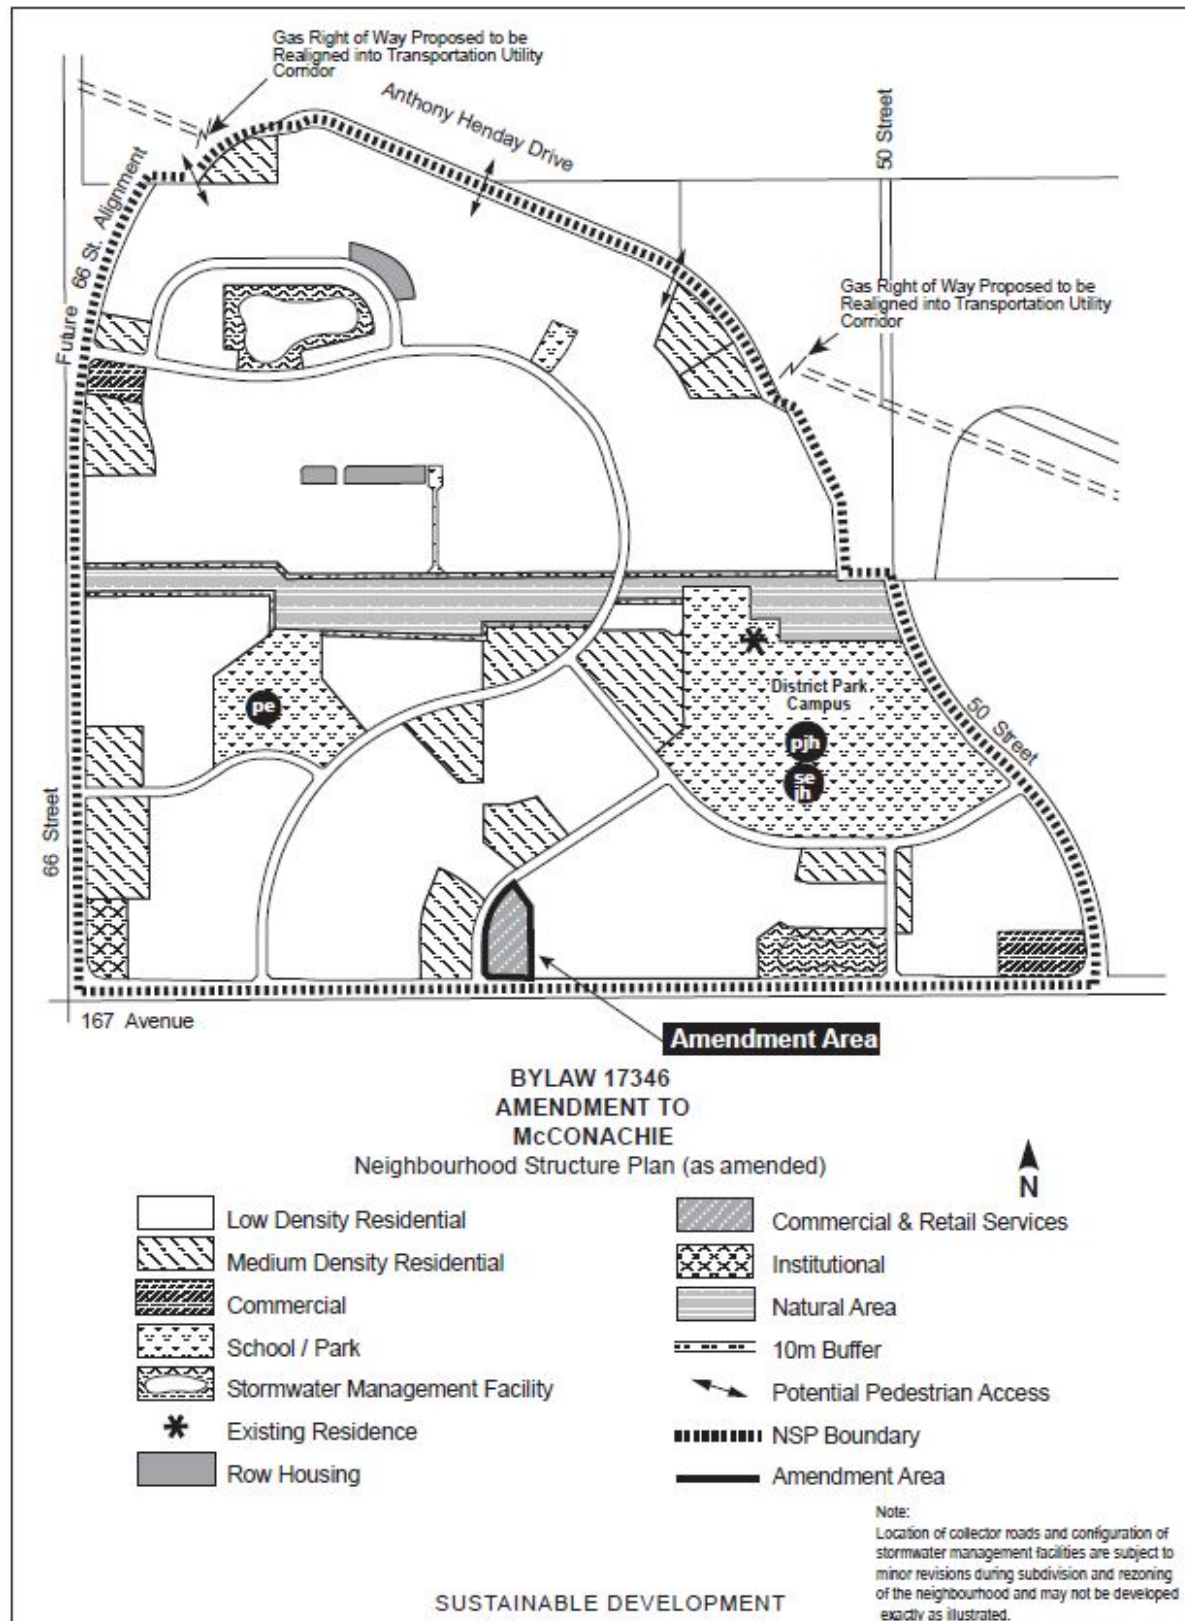 Gas Right of Way Proposed to be
Realigned into Transportation Utility
Corridor
Anthony Henday Drive
50 Street
Future 66 St. Alignment
Gas Right of Way Proposed to be
Realigned into Transportation Utility
Corridor
pe
District Park
Campus
pjh
se
jh
50 Street
66 Street
167 Avenue
Amendment Area
BYLAW 17346
AMENDMENT TO
McCONACHIE
Neighbourhood Structure Plan (as amended)
N
Low Density Residential
Medium Density Residential
Commercial
School / Park
Stormwater Management Facility
Existing Residence
Row Housing
Commercial & Retail Services
Institutional
Natural Area
10m Buffer
Potential Pedestrian Access
NSP Boundary
Amendment Area
Note:
Location of collector roads and configuration of
stormwater management facilities are subject to
minor revisions during subdivision and rezoning
of the neighbourhood and may not be developed
exactly as illustrated.
SUSTAINABLE DEVELOPMENT